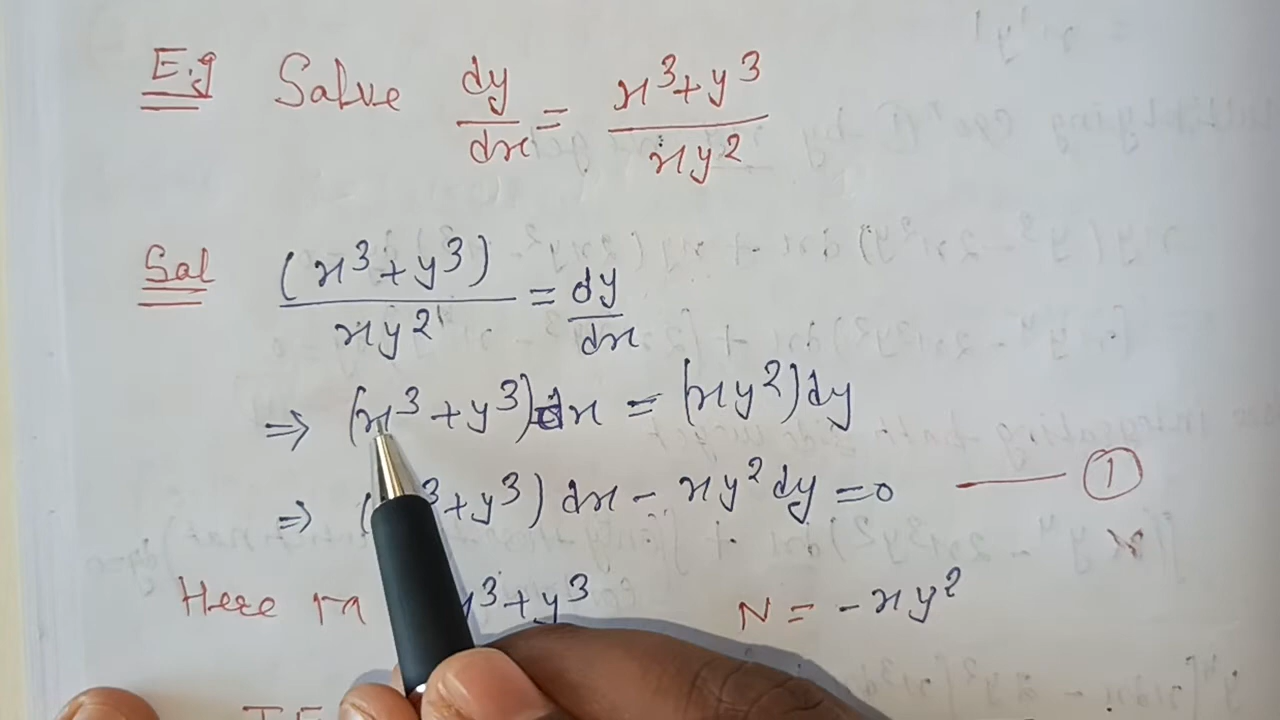 E.g Solve dy/dx = x³+y³/xy²
Sol (x³+y³)/xy² = dy/dx
⇒ (x³+y³)dx = (xy²)dy
⇒ ( ³+y³) dx - xy² dy = 0 —— ①
Here m x³+y³ N = -xy²